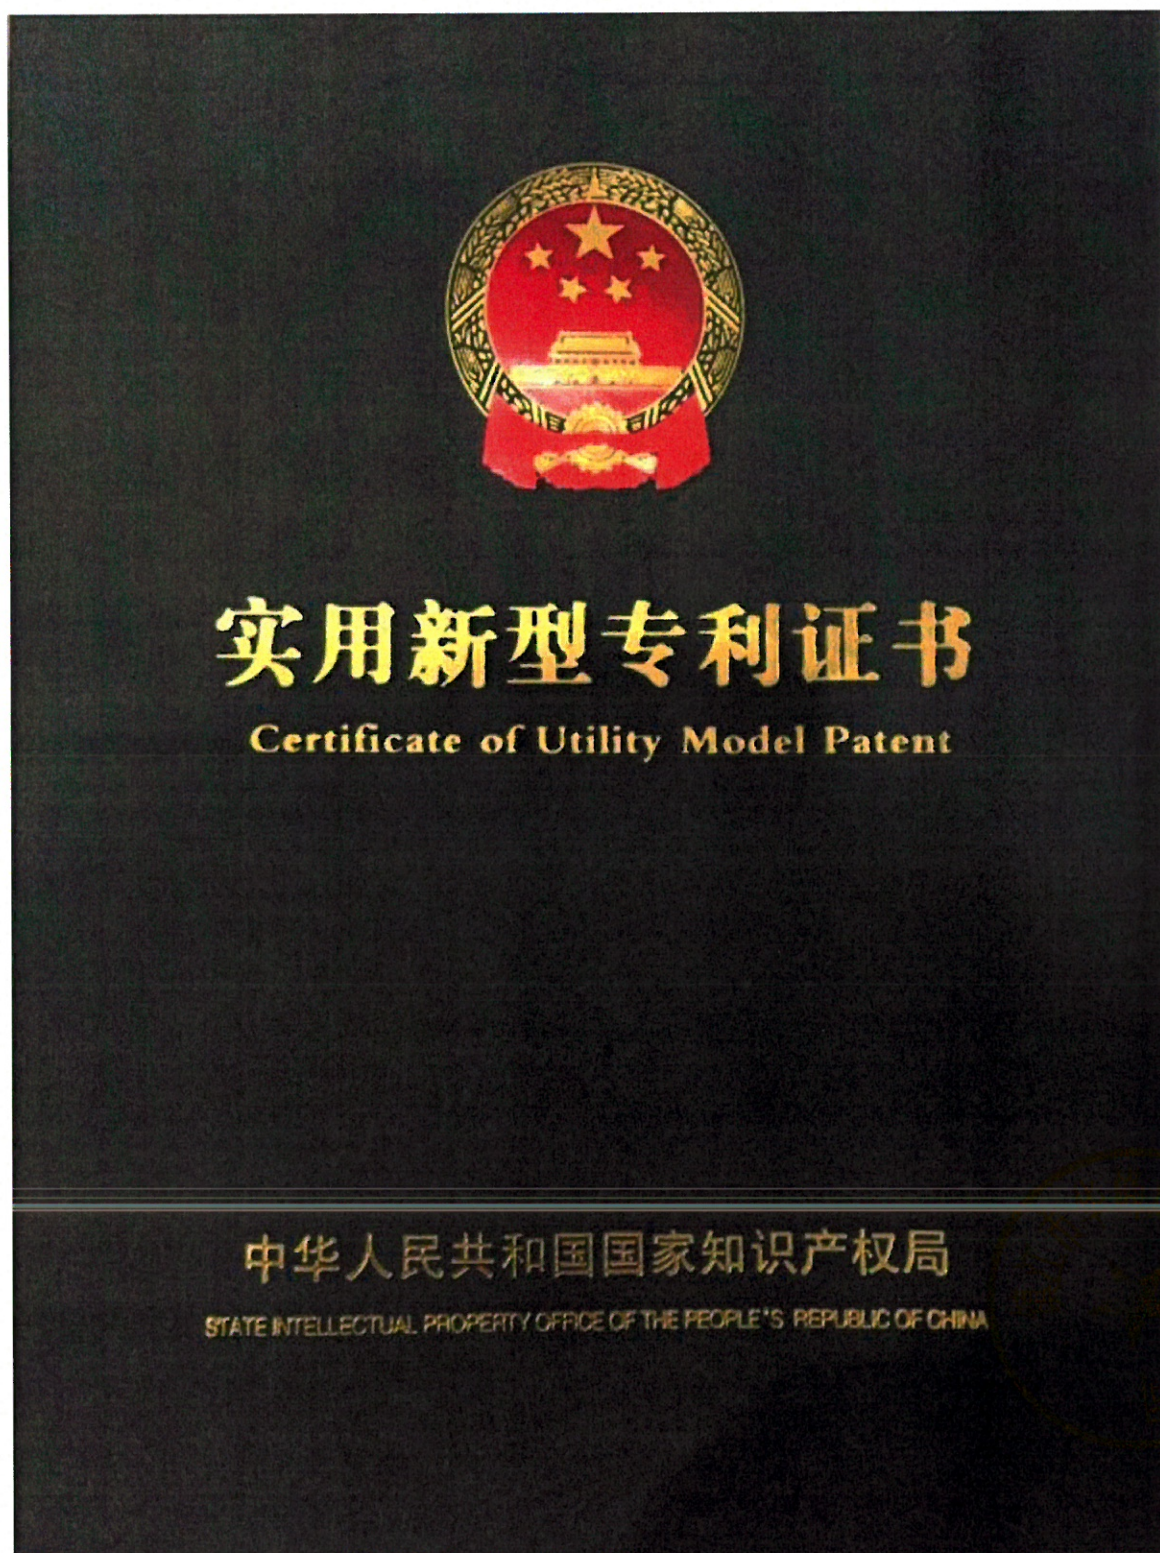 实用新型专利证书
Certificate of Utility Model Patent
中华人民共和国国家知识产权局
STATE INTELLECTUAL PROPERTY OFFICE OF THE PEOPLE'S REPUBLIC OF CHINA